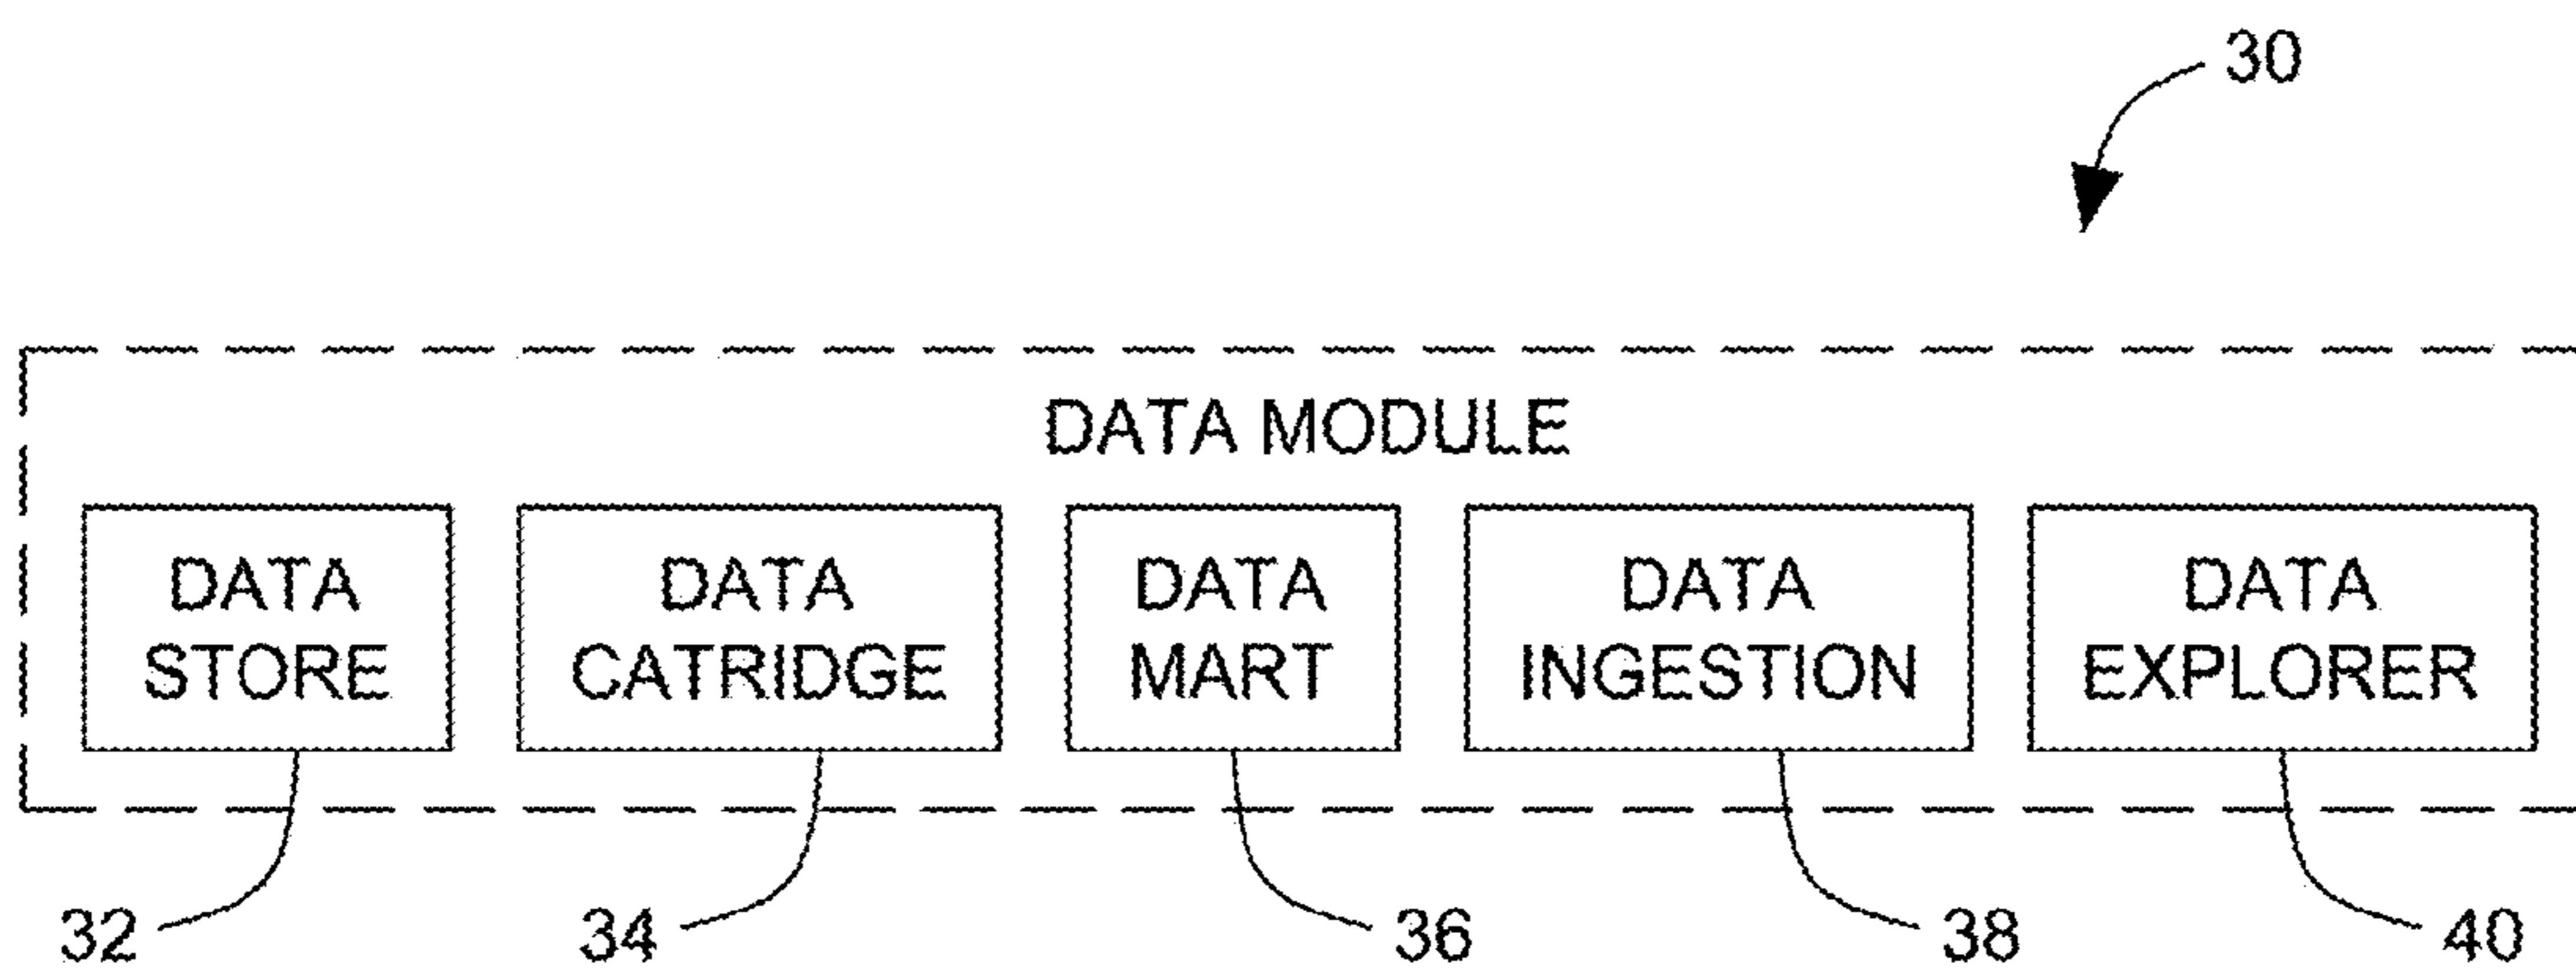 30
DATA MODULE
DATA STORE
DATA CATRIDGE
DATA MART
DATA INGESTION
DATA EXPLORER
32
34
36
38
40